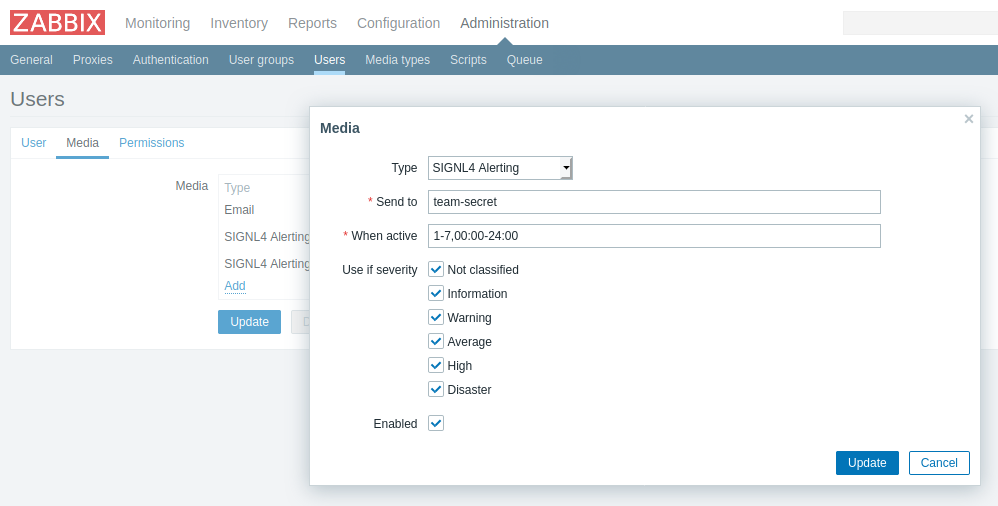 ZABBIX Monitoring Inventory Reports Configuration Administration
General Proxies Authentication User groups Users Media types Scripts Queue
Users
User Media Permissions
Media Type
Email
SIGNL4 Alerting
SIGNL4 Alerting
Add
Update
Media
Type SIGNL4 Alerting
* Send to team-secret
* When active 1-7,00:00-24:00
Use if severity Not classified
Information
Warning
Average
High
Disaster
Enabled
Update Cancel